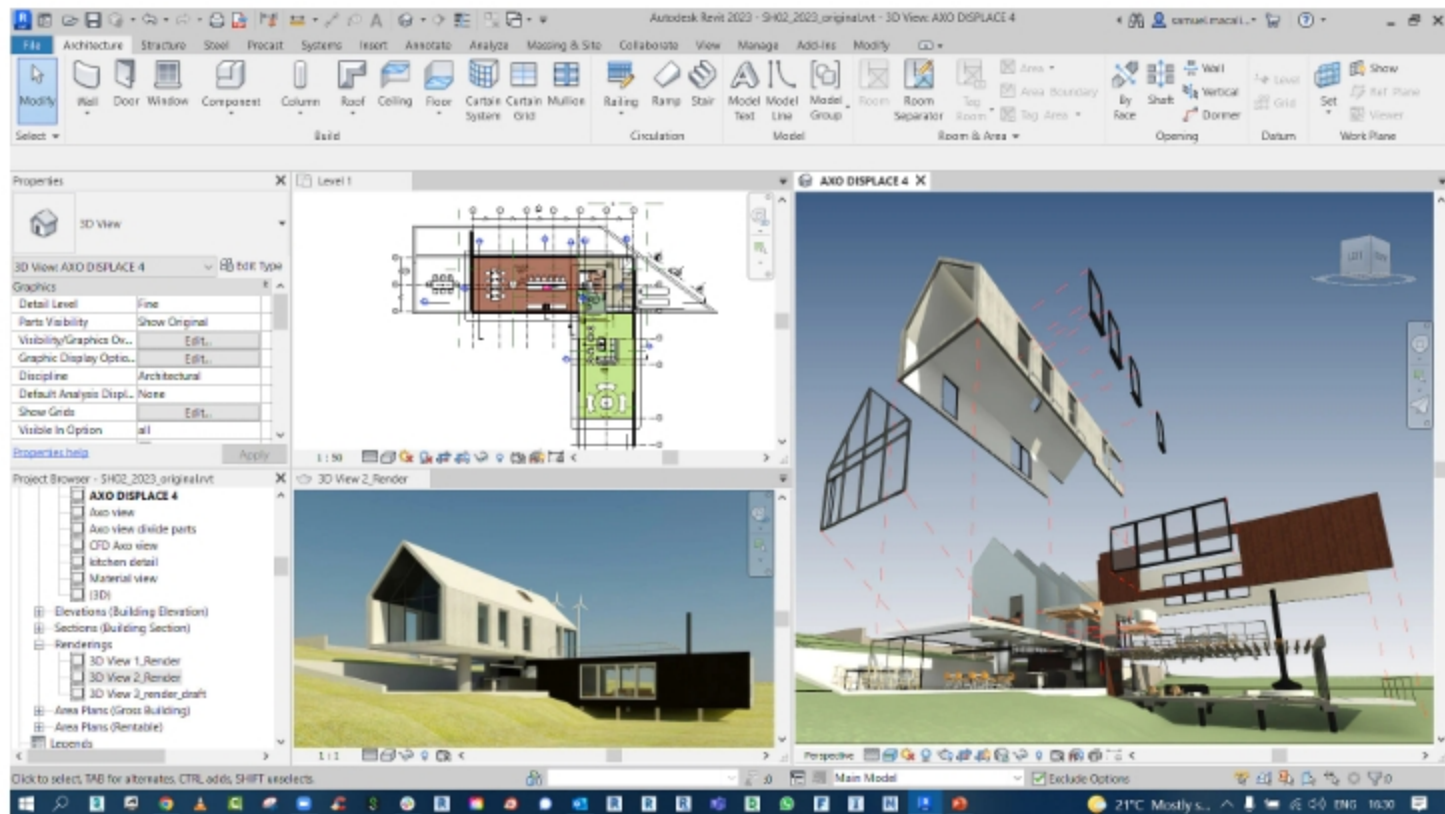 Autodesk Revit 2023 - SH02_2023_original.rvt - 3D View: AXO DISPLACE 4
samuel.macali...
File Architecture Structure Steel Precast Systems Insert Annotate Analyze Massing & Site Collaborate View Manage Add-Ins Modify
Modify Wall Door Window Component Column Roof Ceiling Floor Curtain System Curtain Grid Mullion Railing Ramp Stair Model Text Model Line Model Group Room Room Separator Tag Room Area Area Boundary Tag Area By Face Shaft Wall Vertical Dormer Level Grid Set Show Ref Plane Viewer
Select Build Circulation Model Room & Area Opening Datum Work Plane
Properties
3D View
3D View: AXO DISPLACE 4 Edit Type
Graphics
Detail Level Fine
Parts Visibility Show Original
Visibility/Graphics Ov... Edit...
Graphic Display Optio... Edit...
Discipline Architectural
Default Analysis Displ... None
Show Grids Edit...
Visible In Option all
Properties help Apply
Project Browser - SH02_2023_original.rvt
AXO DISPLACE 4
Axo view
Axo view divide parts
CFD Axo view
kitchen detail
Material view
{3D}
Elevations (Building Elevation)
Sections (Building Section)
Renderings
3D View 1_Render
3D View 2_Render
3D View 3_render_draft
Area Plans (Gross Building)
Area Plans (Rentable)
Legends
Level 1
1 : 50
3D View 2_Render
1 : 1
AXO DISPLACE 4
LEFT
Perspective
Click to select, TAB for alternates, CTRL adds, SHIFT unselects.
:0 Main Model Exclude Options :0
21°C Mostly s... ENG 16:30